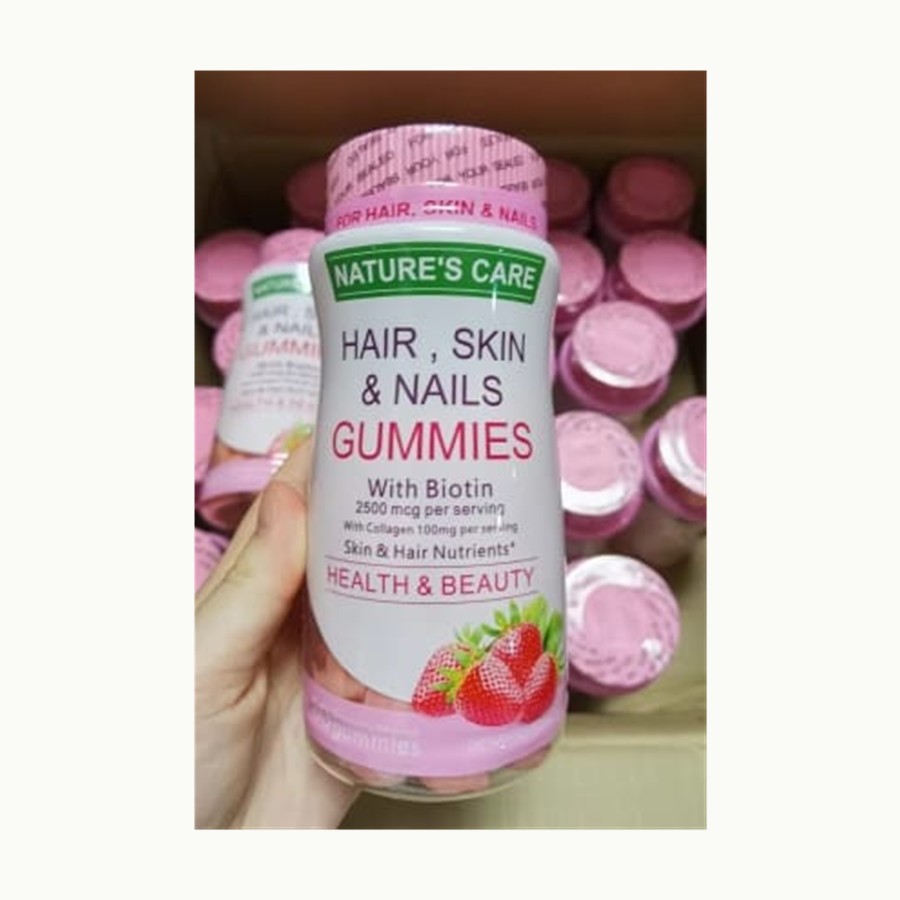 FOR HAIR, SKIN & NAILS
NATURE'S CARE
HAIR , SKIN
& NAILS
GUMMIES
With Biotin
2500 mcg per serving
With Collagen 100mg per serving
Skin & Hair Nutrients*
HEALTH & BEAUTY
gummies